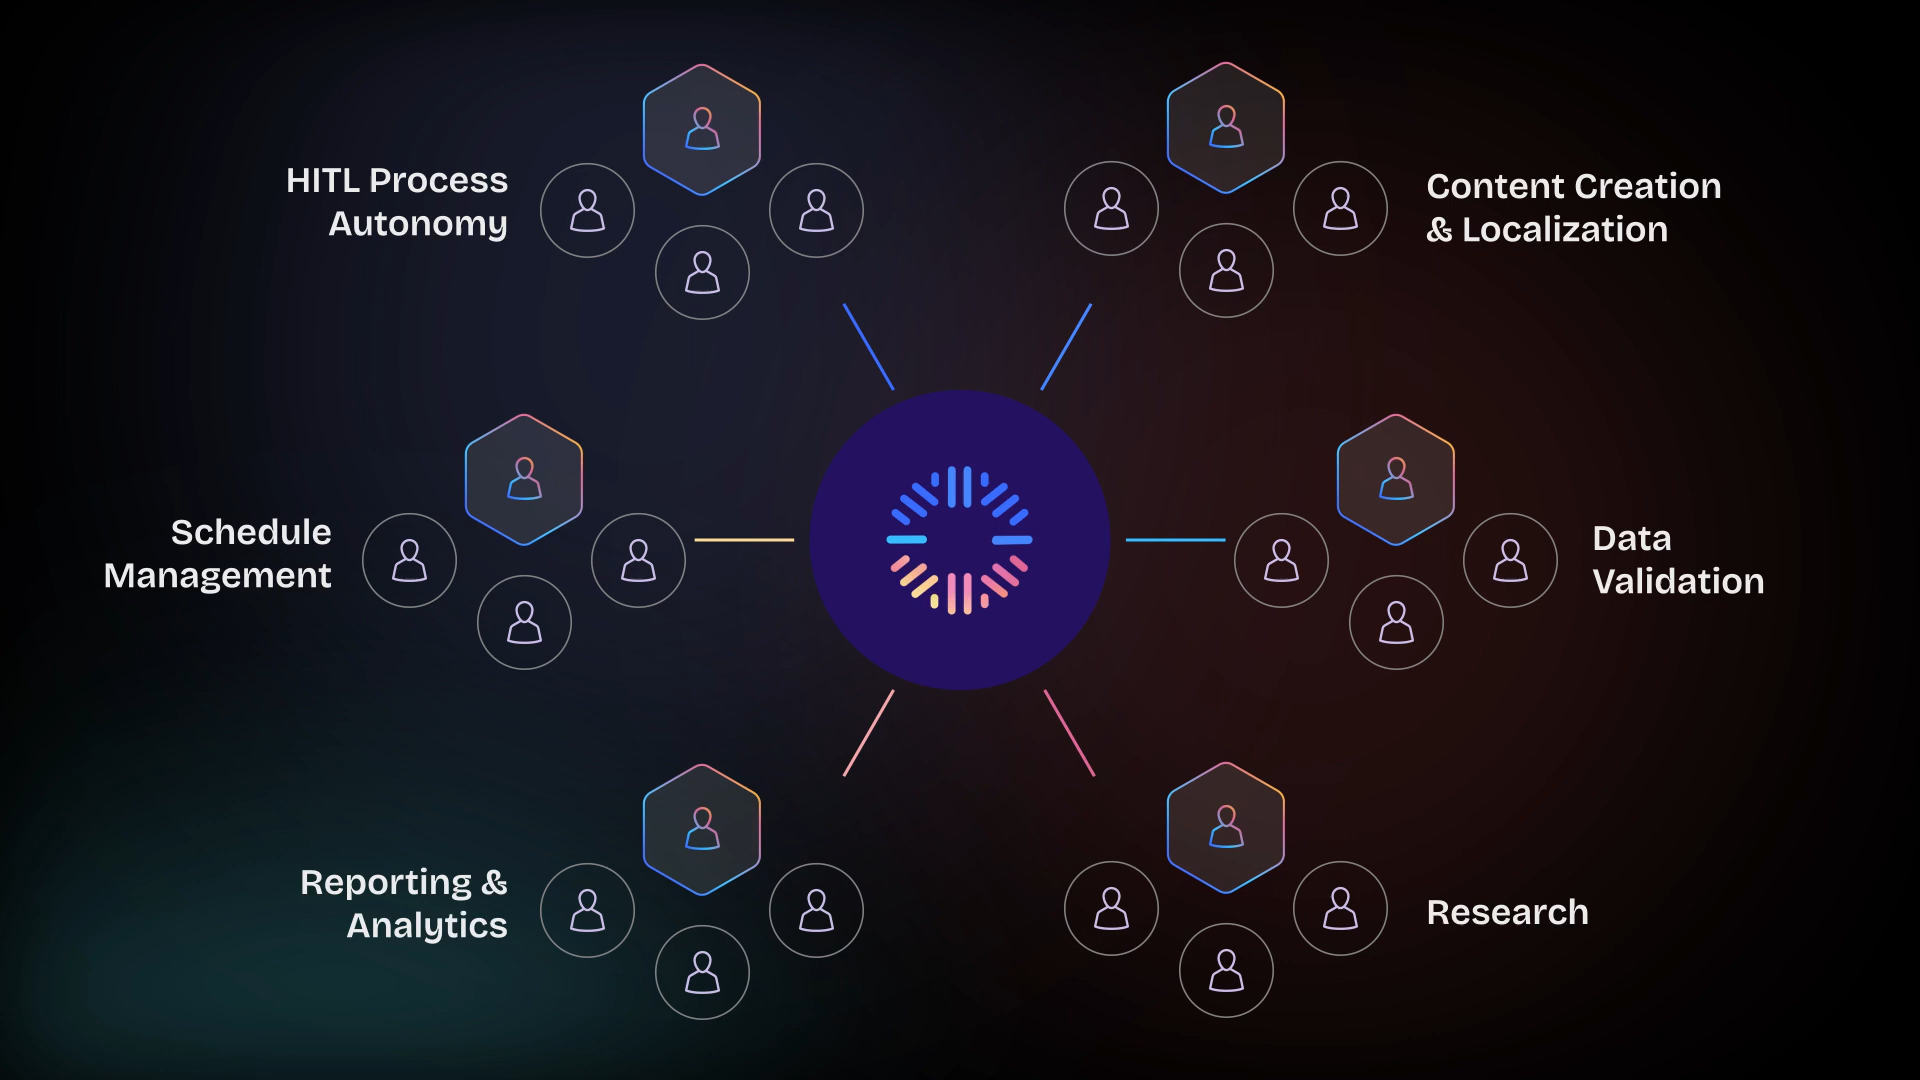 HITL Process
Autonomy
Content Creation
& Localization
Schedule
Management
Data
Validation
Reporting &
Analytics
Research